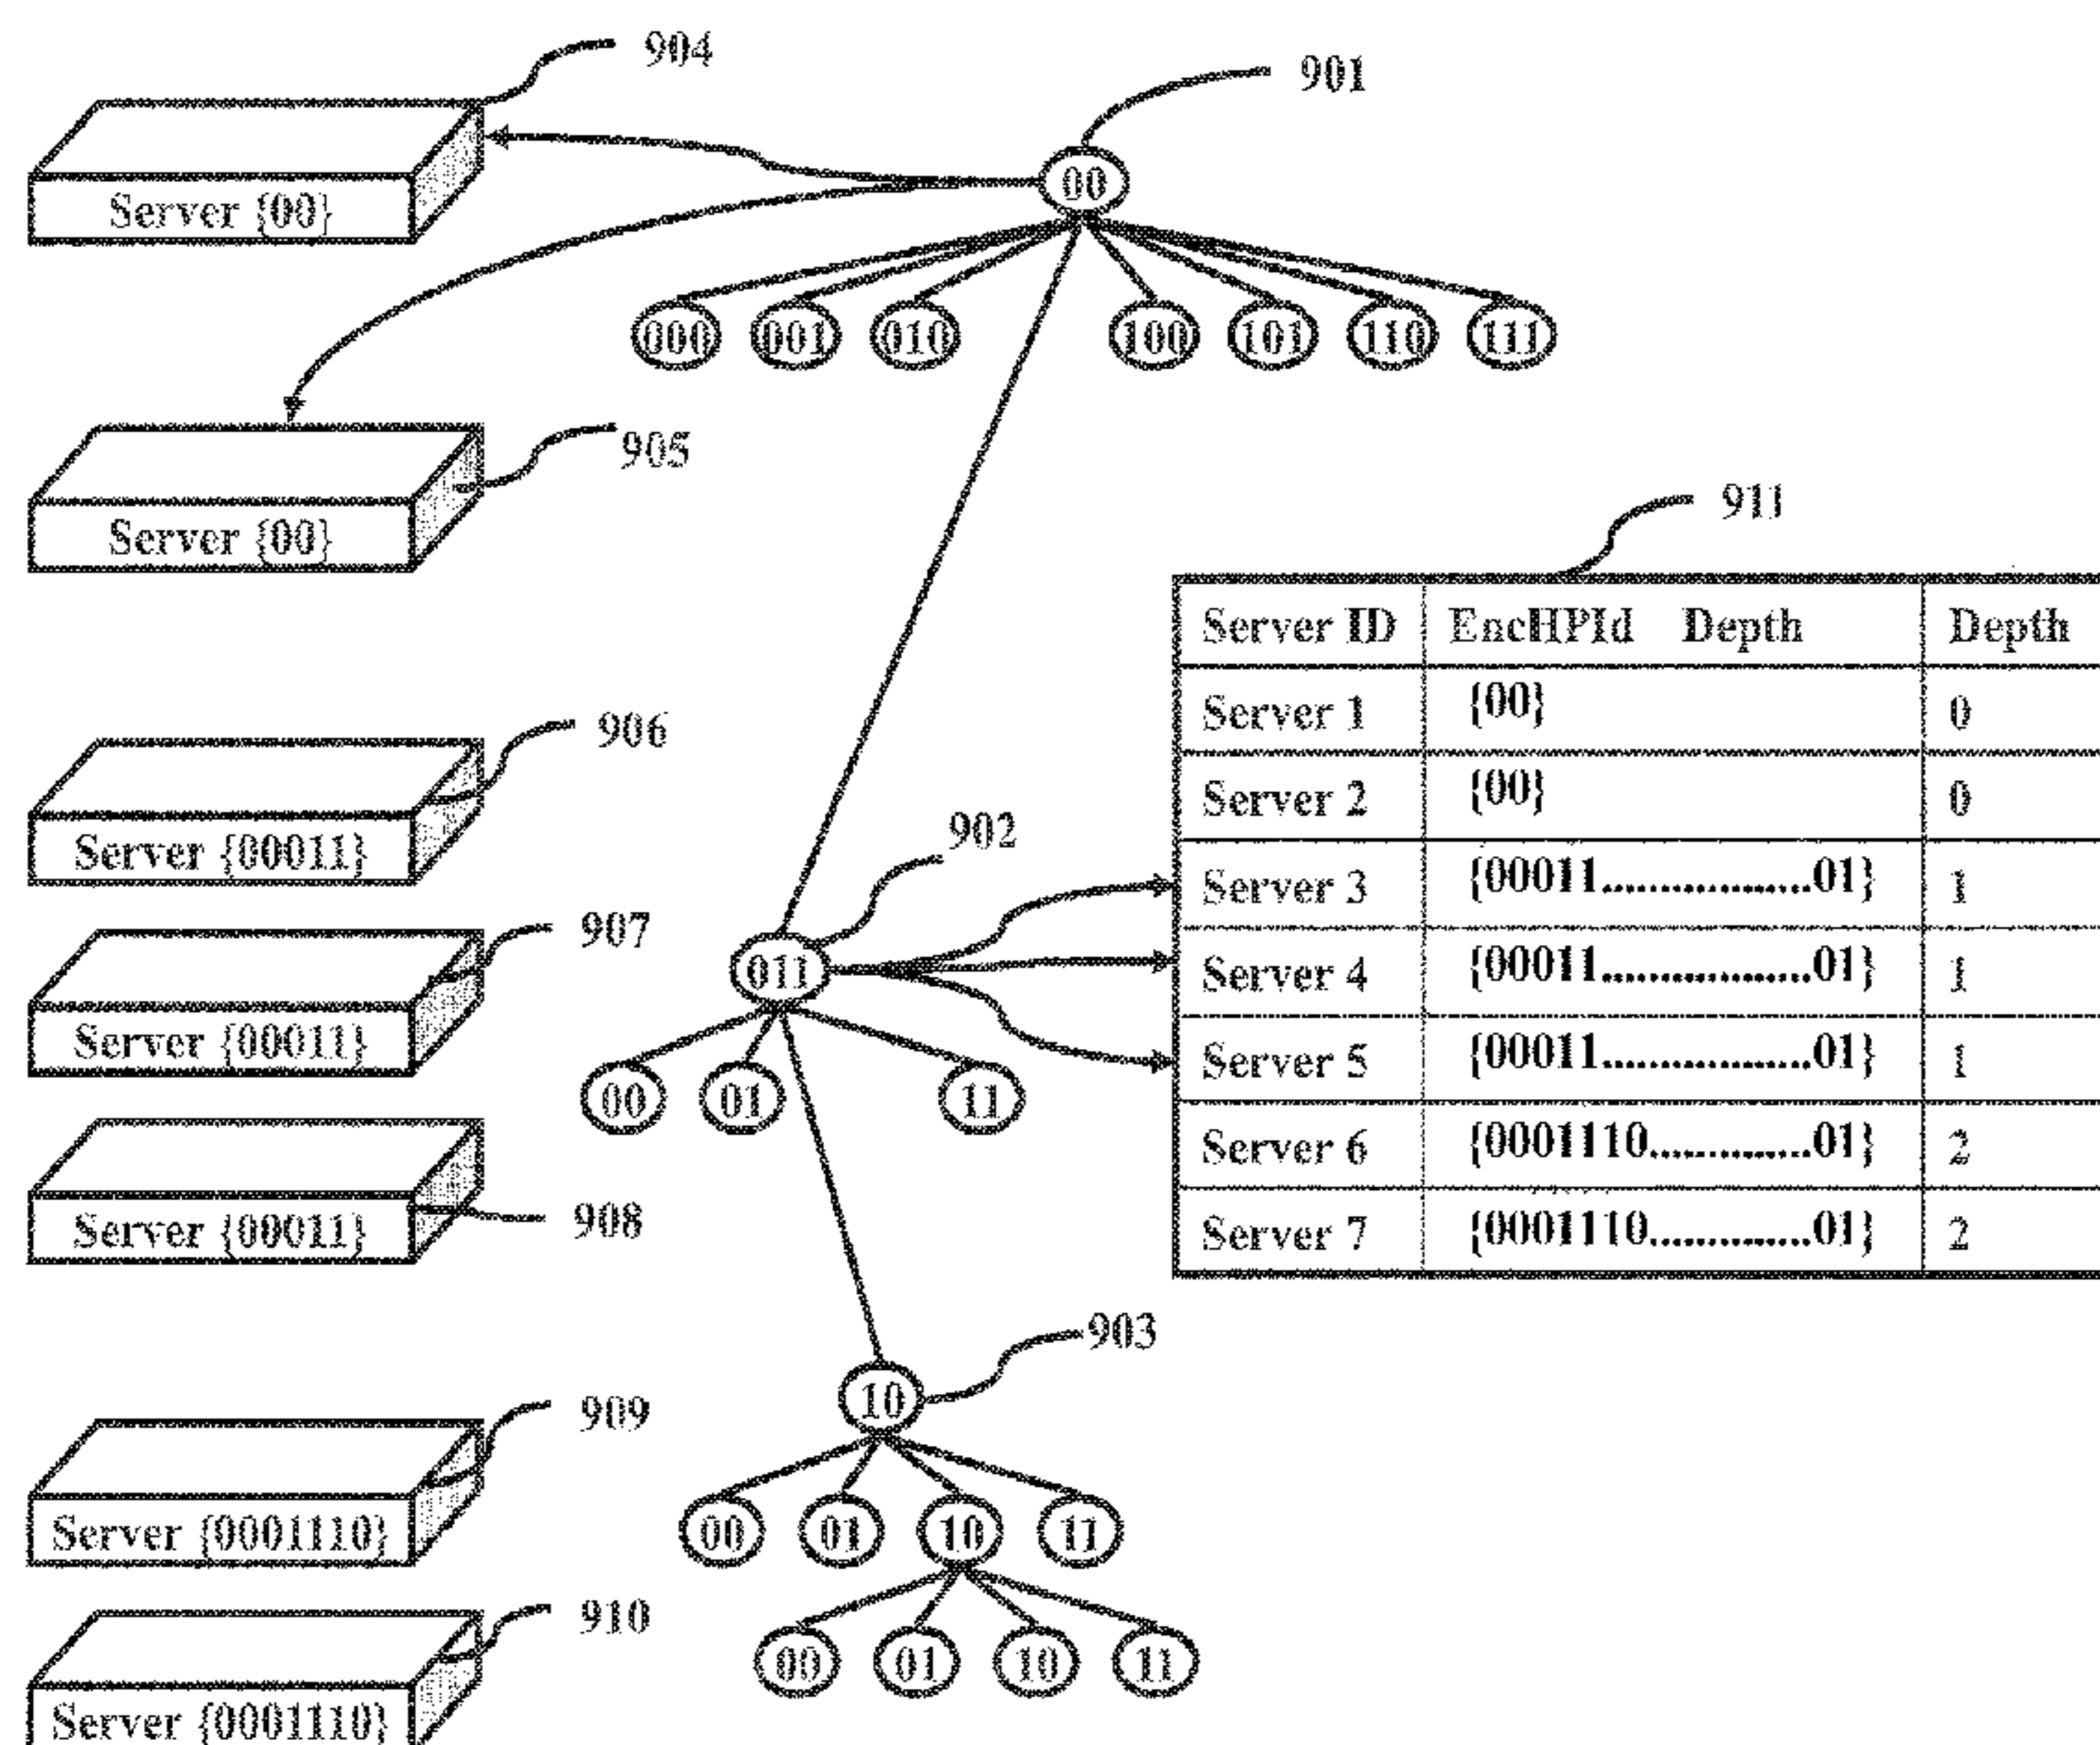 904
901
Server {00}
00
000 001 010 100 101 110 111
905
Server {00}
911
Server ID EncHPId Depth Depth
Server 1 {00} 0
Server 2 {00} 0
Server 3 {00011..................01} 1
Server 4 {00011..................01} 1
Server 5 {00011..................01} 1
Server 6 {0001110..............01} 2
Server 7 {0001110..............01} 2
906
Server {00011}
902
907
011
Server {00011}
00 01 11
908
Server {00011}
903
10
909
Server {0001110}
00 01 10 11
910
00 01 10 11
Server {0001110}